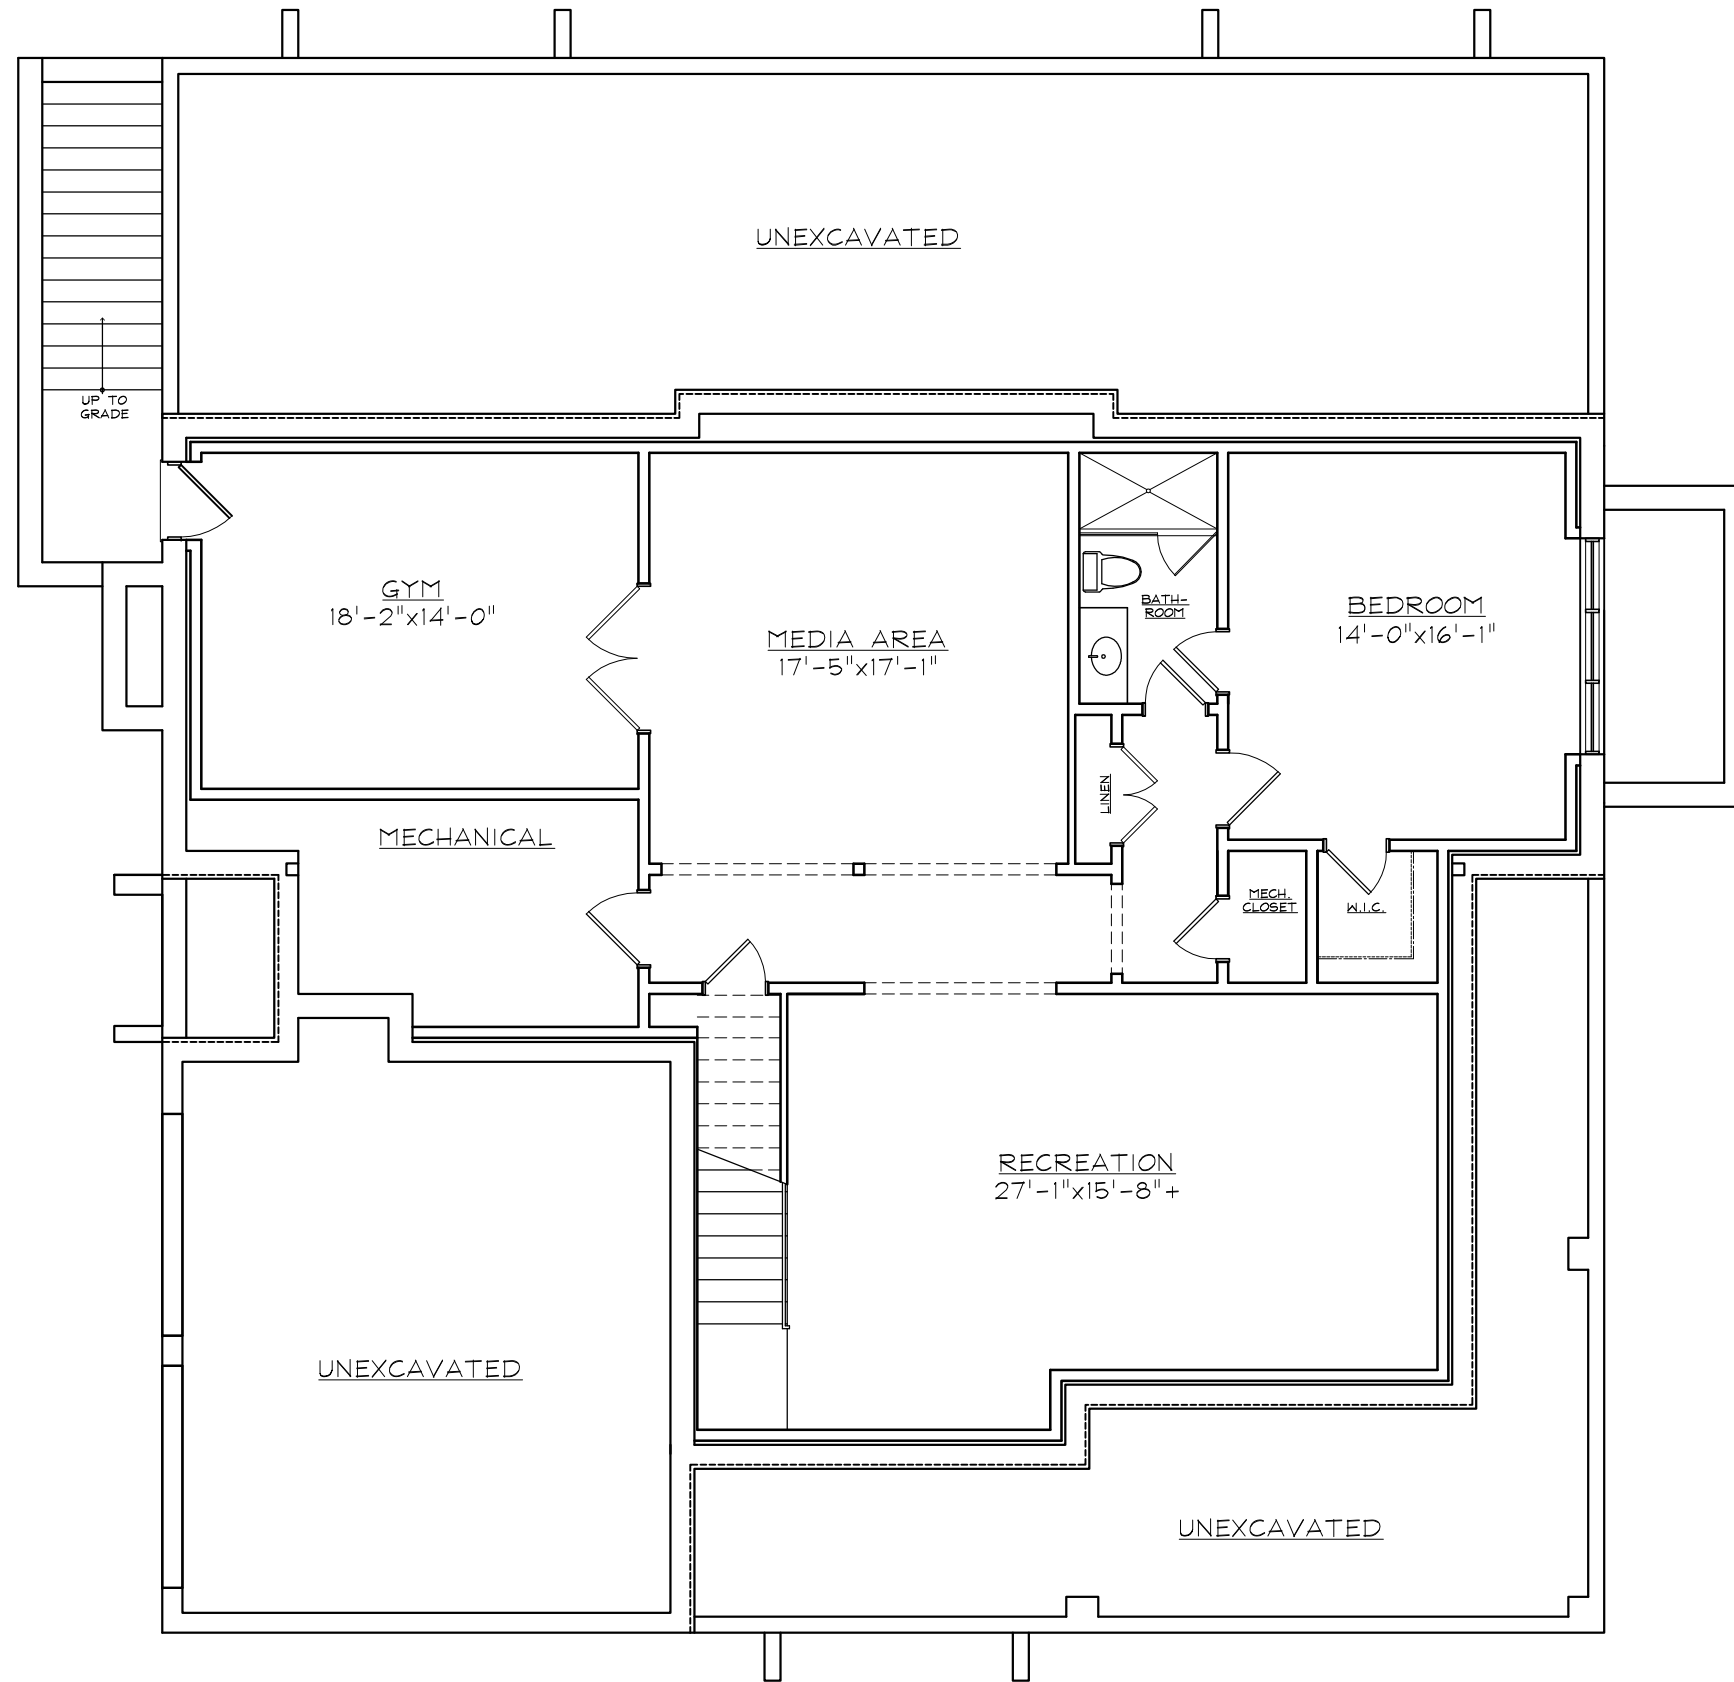 UNEXCAVATED
UP TO
GRADE
GYM
18'-2"x14'-0"
MEDIA AREA
17'-5"x17'-1"
BATH-
ROOM
BEDROOM
14'-0"x16'-1"
LINEN
MECHANICAL
MECH.
CLOSET
W.I.C.
RECREATION
27'-1"x15'-8"+
UNEXCAVATED
UNEXCAVATED